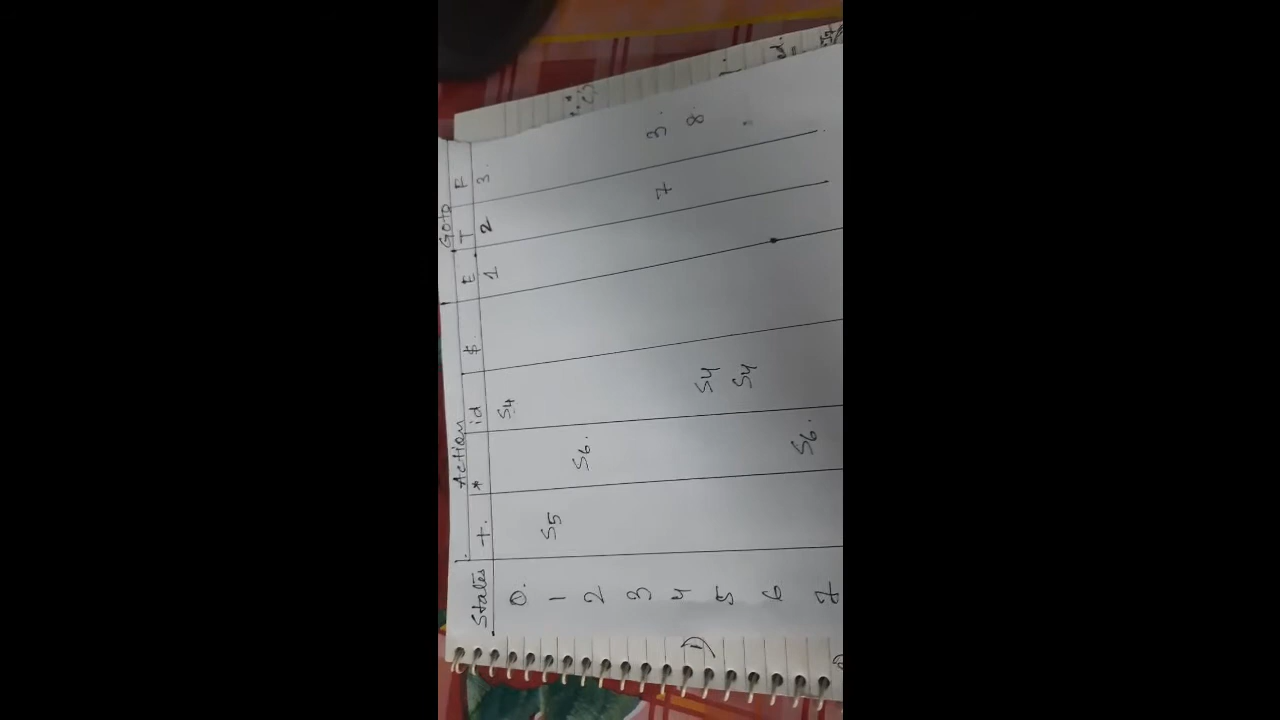 Action Goto
States + * id $ E T F
0. S4 1 2 3.
1 S5
2 S6.
3
4
5 S4 7 3.
6 S4 8.
7 S6.
1)